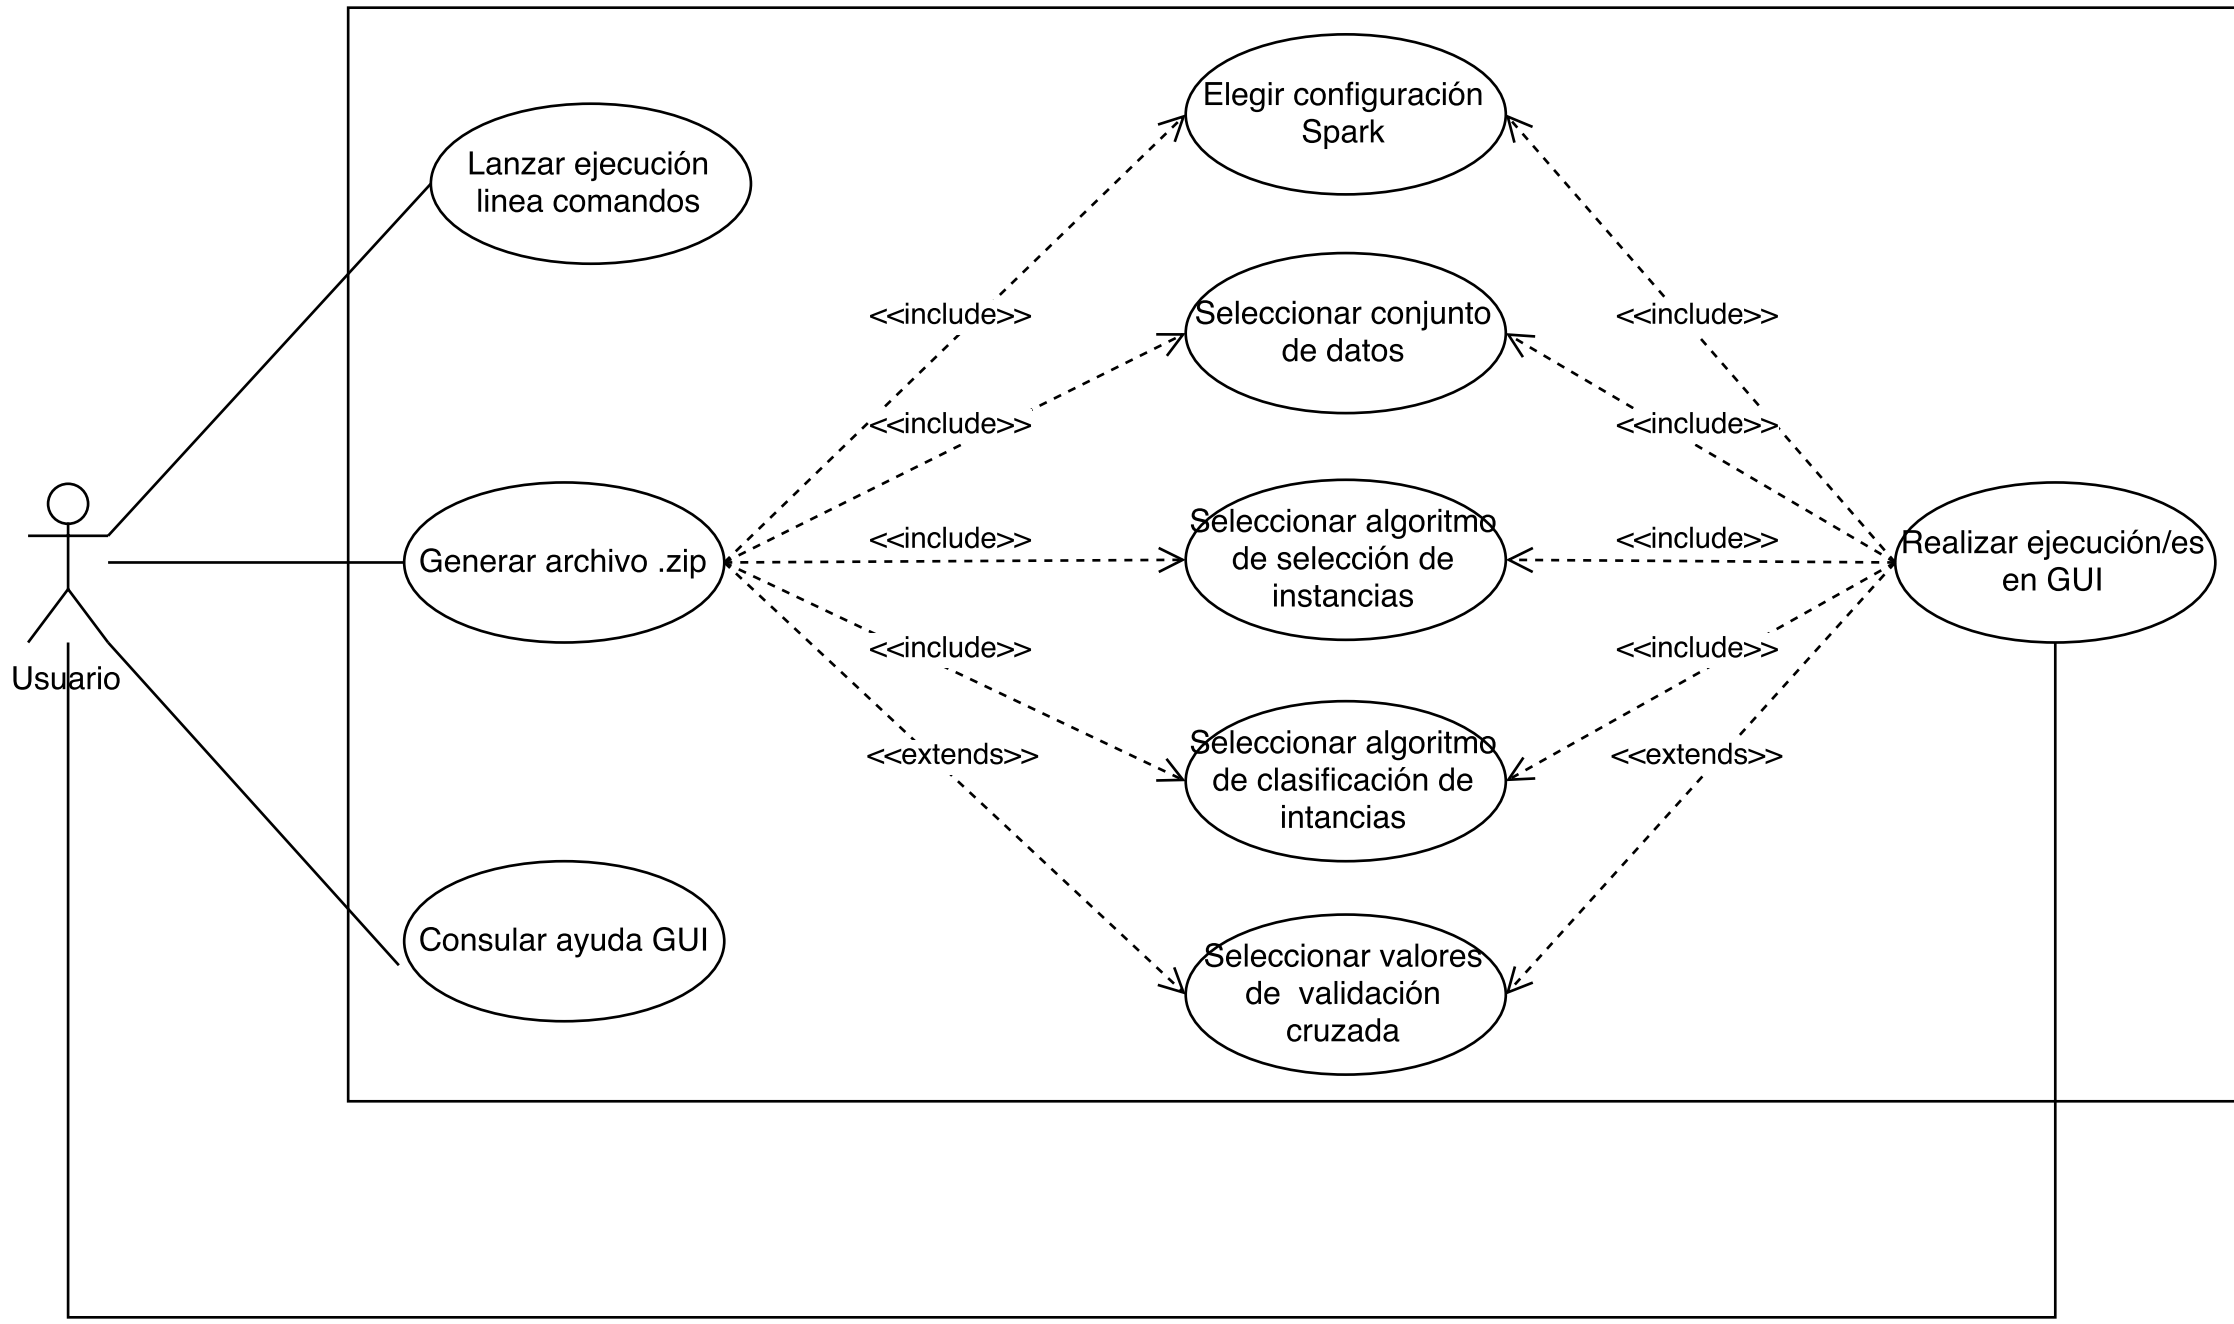 Elegir configuración
Spark
Lanzar ejecución
linea comandos
<<include>>
<<include>>
Seleccionar conjunto
de datos
<<include>>
<<include>>
Seleccionar algoritmo
de selección de
instancias
<<include>>
<<include>>
Generar archivo .zip
Realizar ejecución/es
en GUI
<<include>>
<<include>>
Usuario
Seleccionar algoritmo
de clasificación de
intancias
<<extends>>
<<extends>>
Consular ayuda GUI
Seleccionar valores
de  validación
cruzada